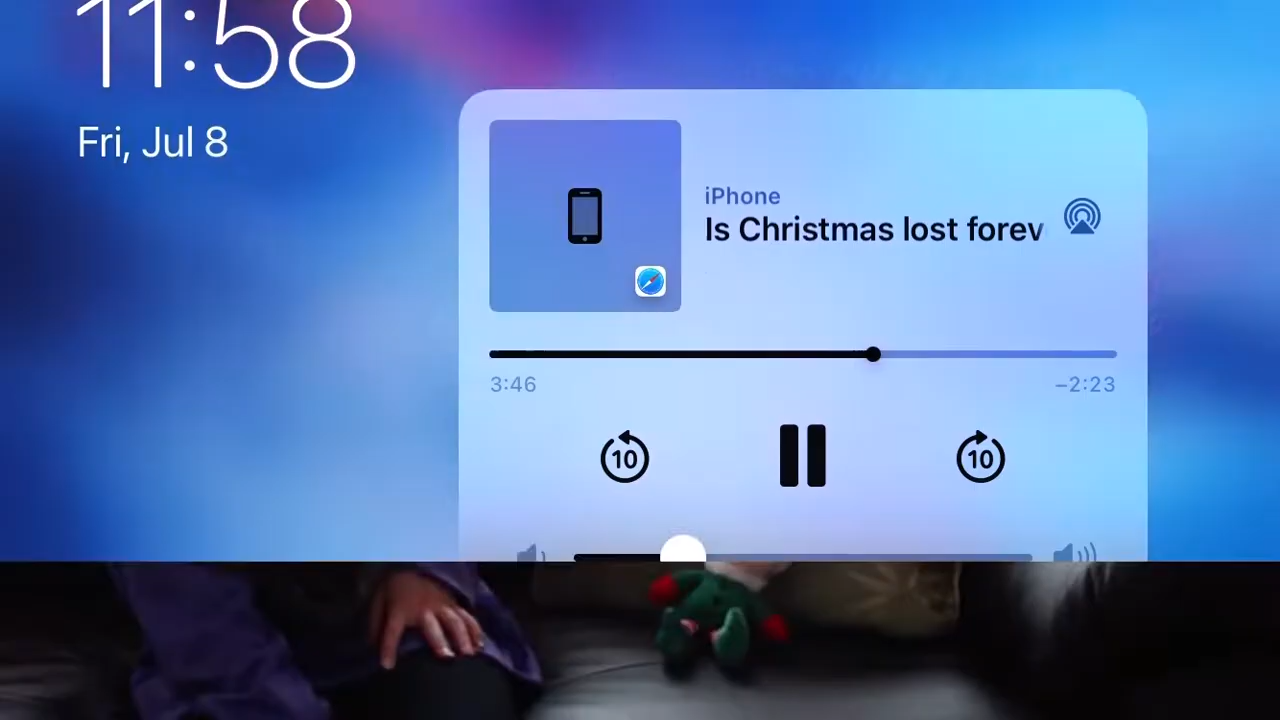 11:58
Fri, Jul 8
iPhone
Is Christmas lost forev
3:46
−2:23
10
10